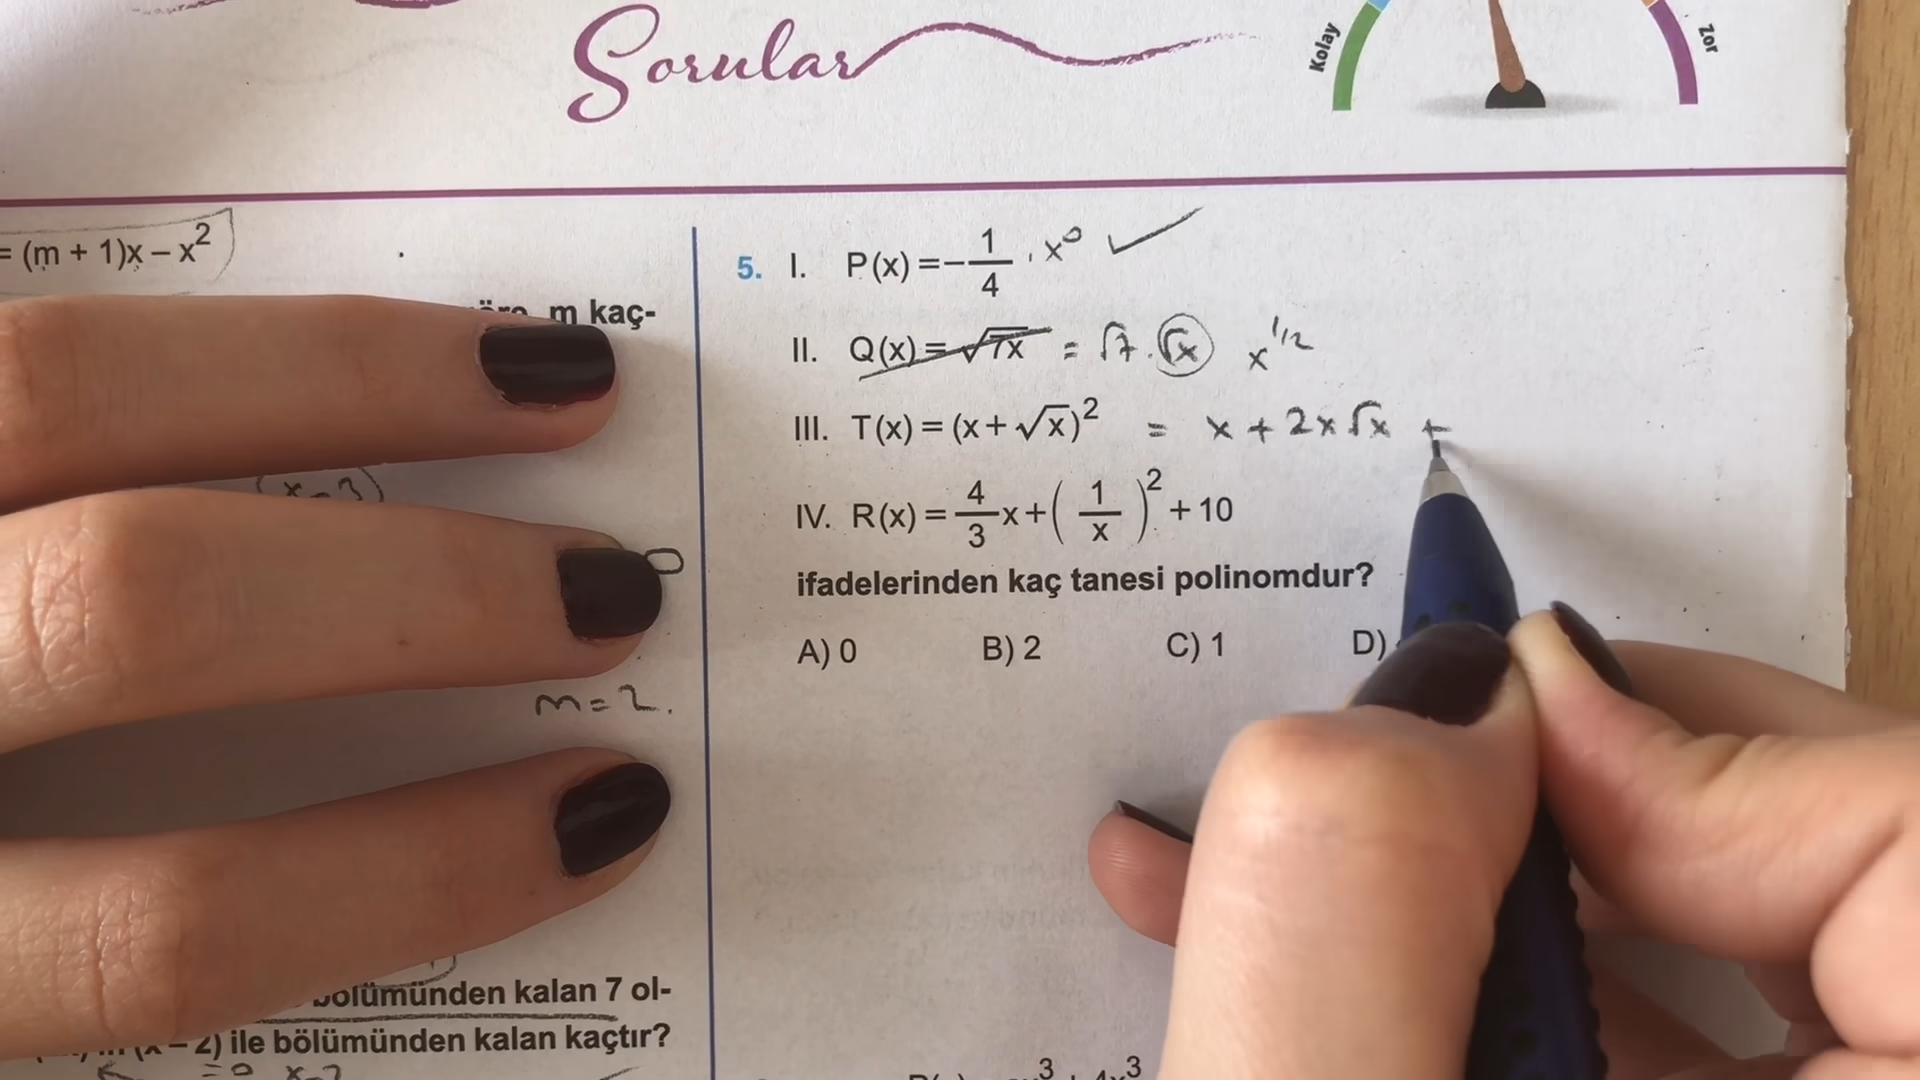 Sorular
Kolay
Zor
= (m + 1)x – x²
m kaç-
m = 2.
bölümünden kalan 7 ol-
2) ile bölümünden kalan kaçtır?
5. I. P(x) = – 1/4 . x⁰ ✓
II. Q(x) = √7x = √7 . √x x^1/2
III. T(x) = (x + √x)² = x + 2x√x +
IV. R(x) = 4/3 x + ( 1/x )² + 10
ifadelerinden kaç tanesi polinomdur?
A) 0 B) 2 C) 1 D)